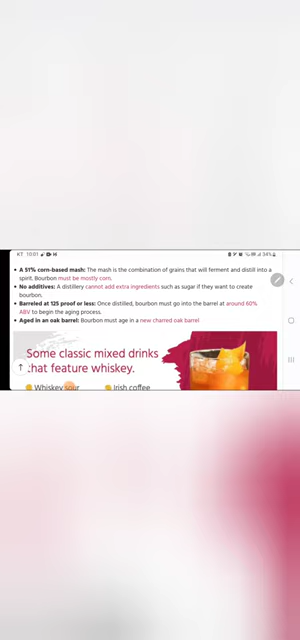 KT 10:01
34%
• A 51% corn-based mash: The mash is the combination of grains that will ferment and distill into a
spirit. Bourbon must be mostly corn.
• No additives: A distillery cannot add extra ingredients such as sugar if they want to create
bourbon.
• Barreled at 125 proof or less: Once distilled, bourbon must go into the barrel at around 60%
ABV to begin the aging process.
• Aged in an oak barrel: Bourbon must age in a new charred oak barrel
Some classic mixed drinks
that feature whiskey.
Whiskey sour
Irish coffee